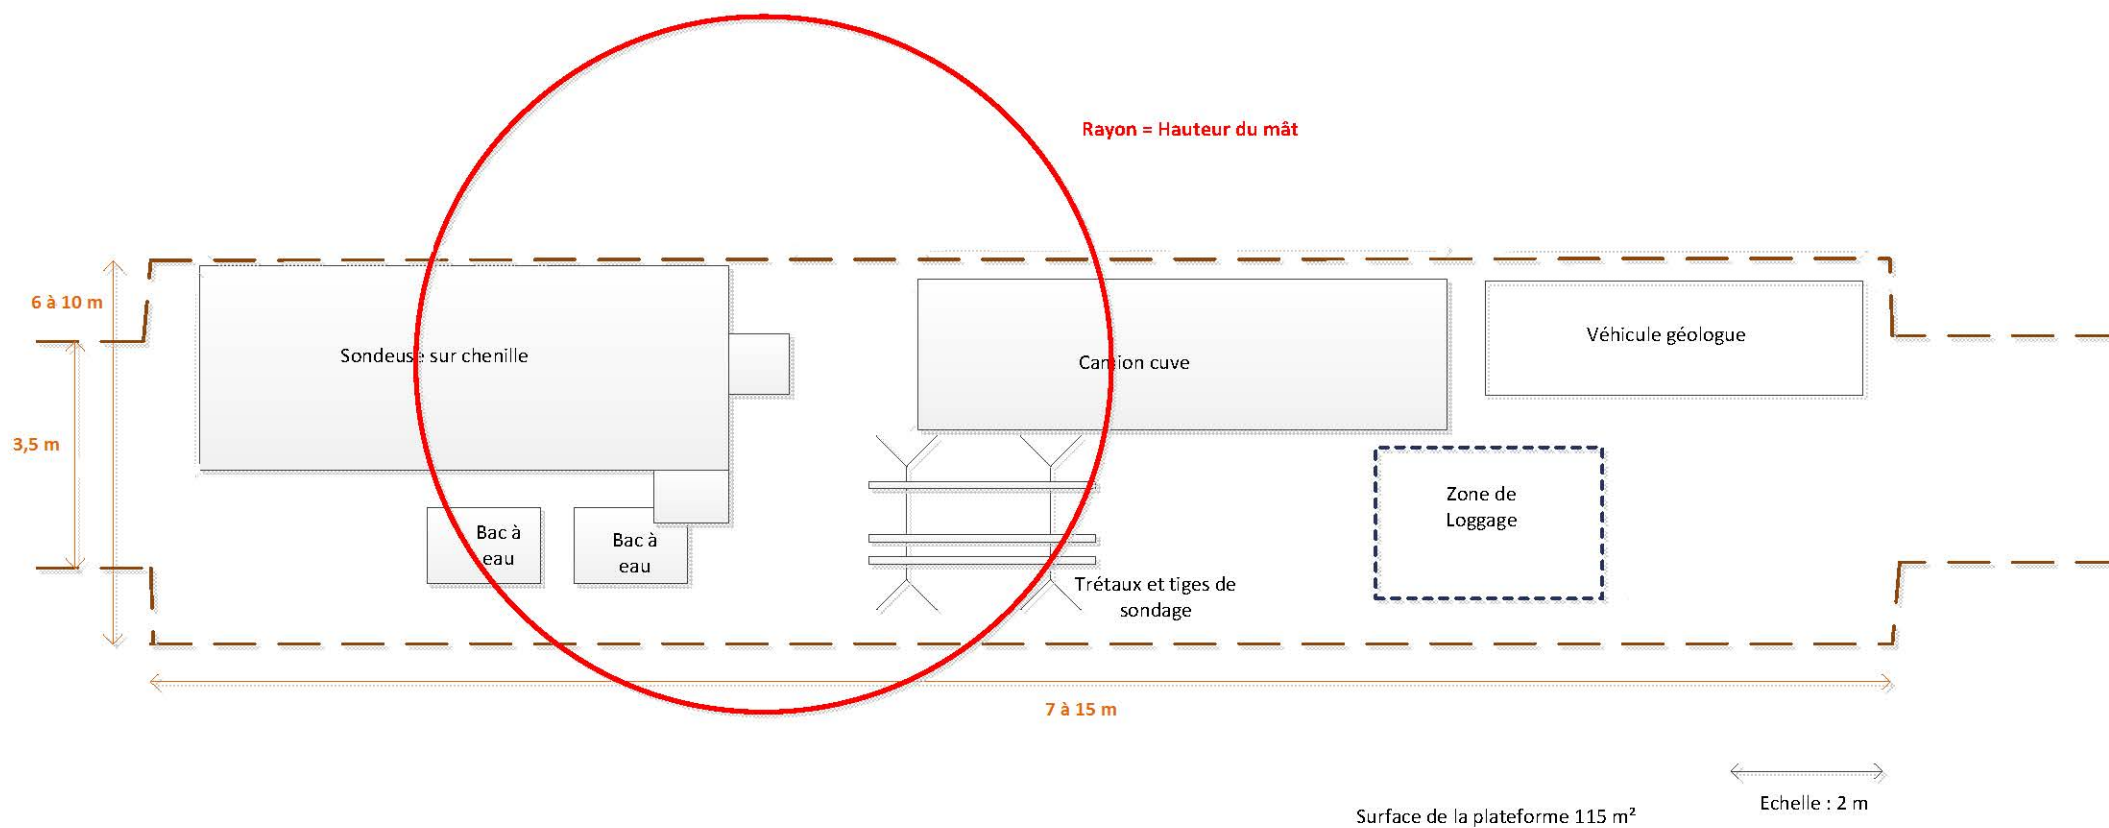 Rayon = Hauteur du mât
6 à 10 m
Sondeuse sur chenille
Camion cuve
Véhicule géologue
3,5 m
Zone de
Loggage
Bac à
eau
Bac à
eau
Trétaux et tiges de
sondage
7 à 15 m
Echelle : 2 m
Surface de la plateforme 115 m²